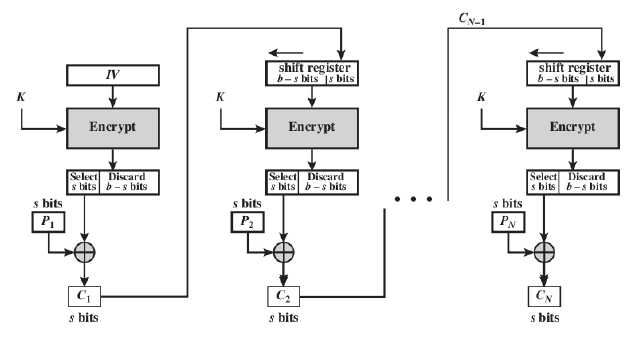 C_{N-1}
IV
shift register
b – s bits | s bits
shift register
b – s bits | s bits
K
Encrypt
K
Encrypt
K
Encrypt
Select Discard
s bits b – s bits
Select Discard
s bits b – s bits
Select Discard
s bits b – s bits
• • •
s bits
P_1
s bits
P_2
s bits
P_N
C_1
C_2
C_N
s bits
s bits
s bits